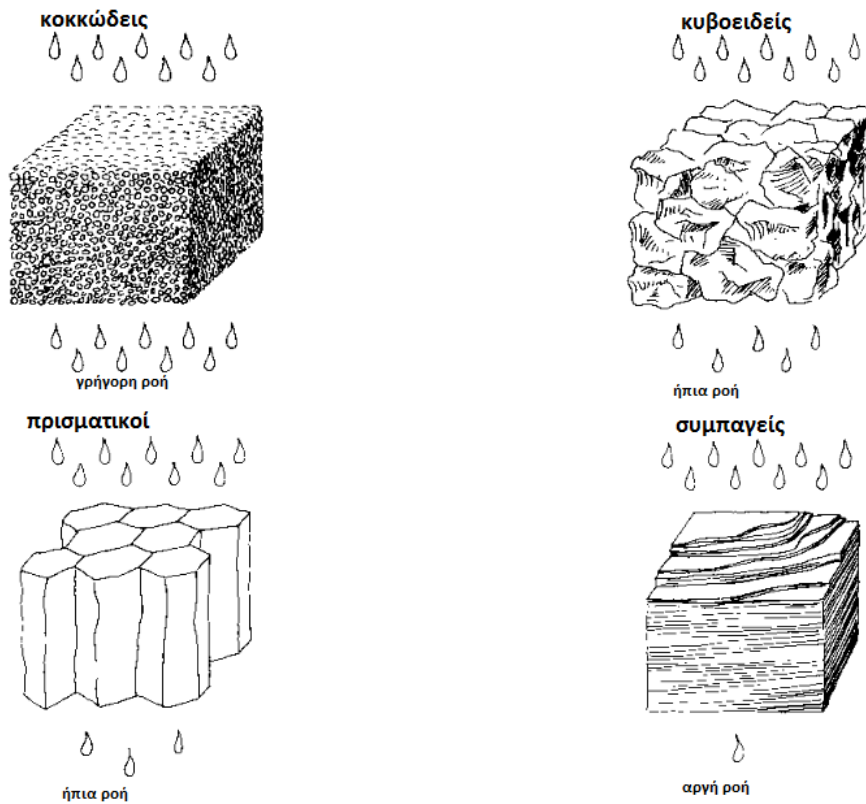 κοκκώδεις
κυβοειδείς
γρήγορη ροή
ήπια ροή
πρισματικοί
συμπαγείς
ήπια ροή
αργή ροή